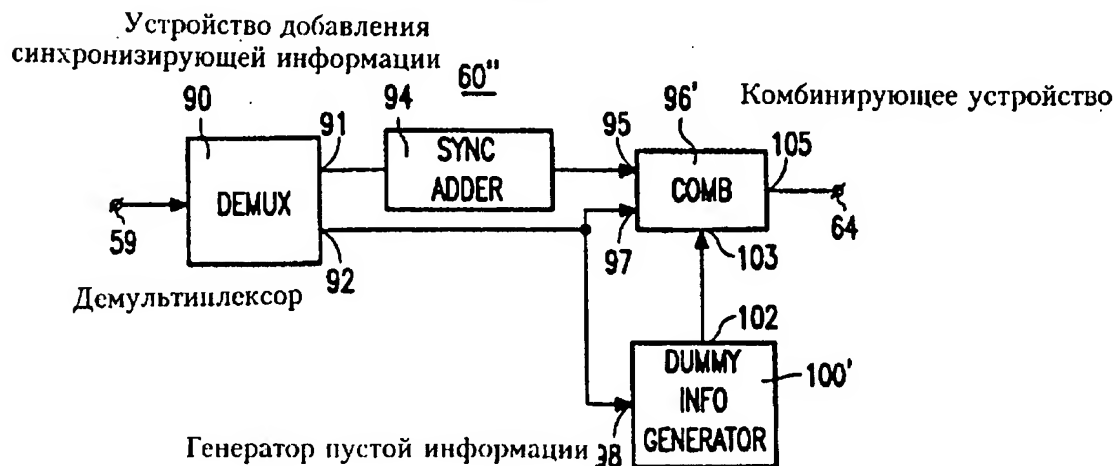 Устройство добавления
синхронизирующей информации
60"
90
91
94
95
96'
Комбинирующее устройство
105
DEMUX
SYNC
ADDER
COMB
59
92
97
103
64
Демультиплексор
102
DUMMY
INFO
GENERATOR
100'
Генератор пустой информации
98